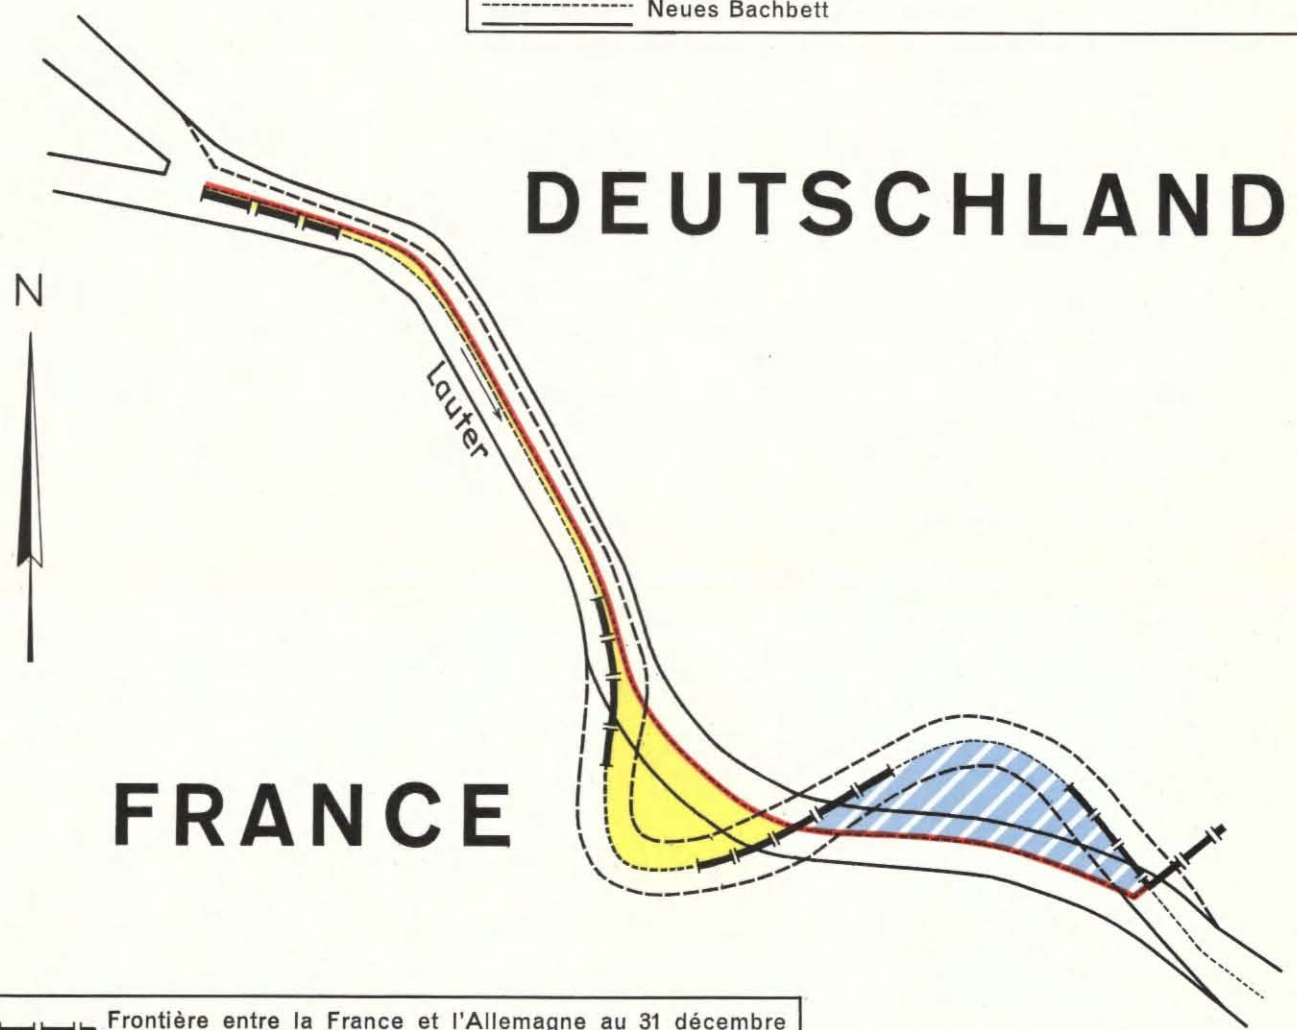 Neues Bachbett
DEUTSCHLAND
N
Lauter
FRANCE
Frontière entre la France et l'Allemagne au 31 décembre